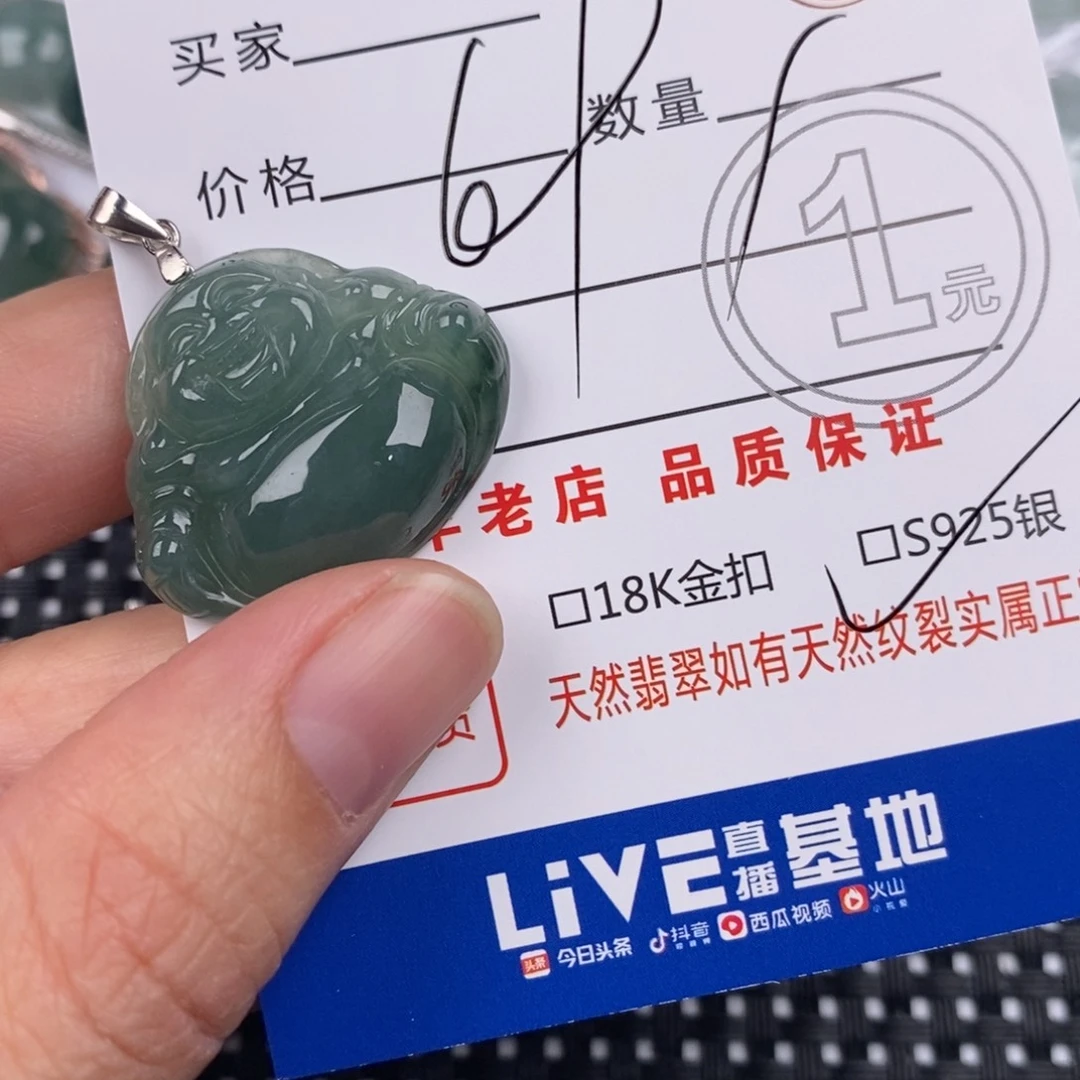 买家
数量
价格
1元
老店 品质保证
□18K金扣 □S925银
天然翡翠如有天然纹裂实属正
LiVE直播基地
头条 今日头条 抖音 西瓜视频 火山